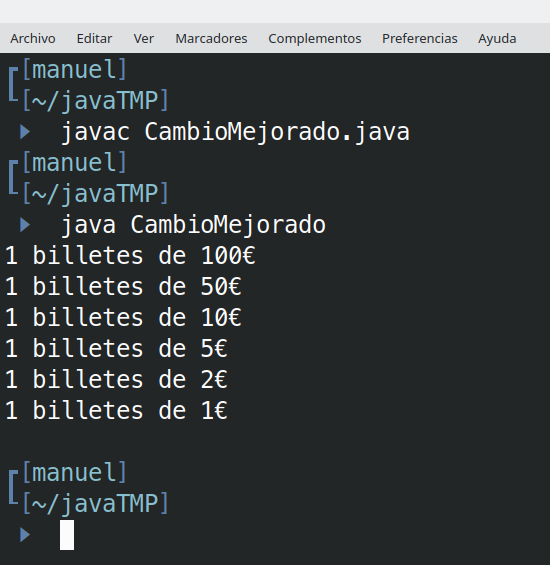 Archivo Editar Ver Marcadores Complementos Preferencias Ayuda
[manuel]
[~/javaTMP]
javac CambioMejorado.java
[manuel]
[~/javaTMP]
java CambioMejorado
1 billetes de 100€
1 billetes de 50€
1 billetes de 10€
1 billetes de 5€
1 billetes de 2€
1 billetes de 1€
[manuel]
[~/javaTMP]